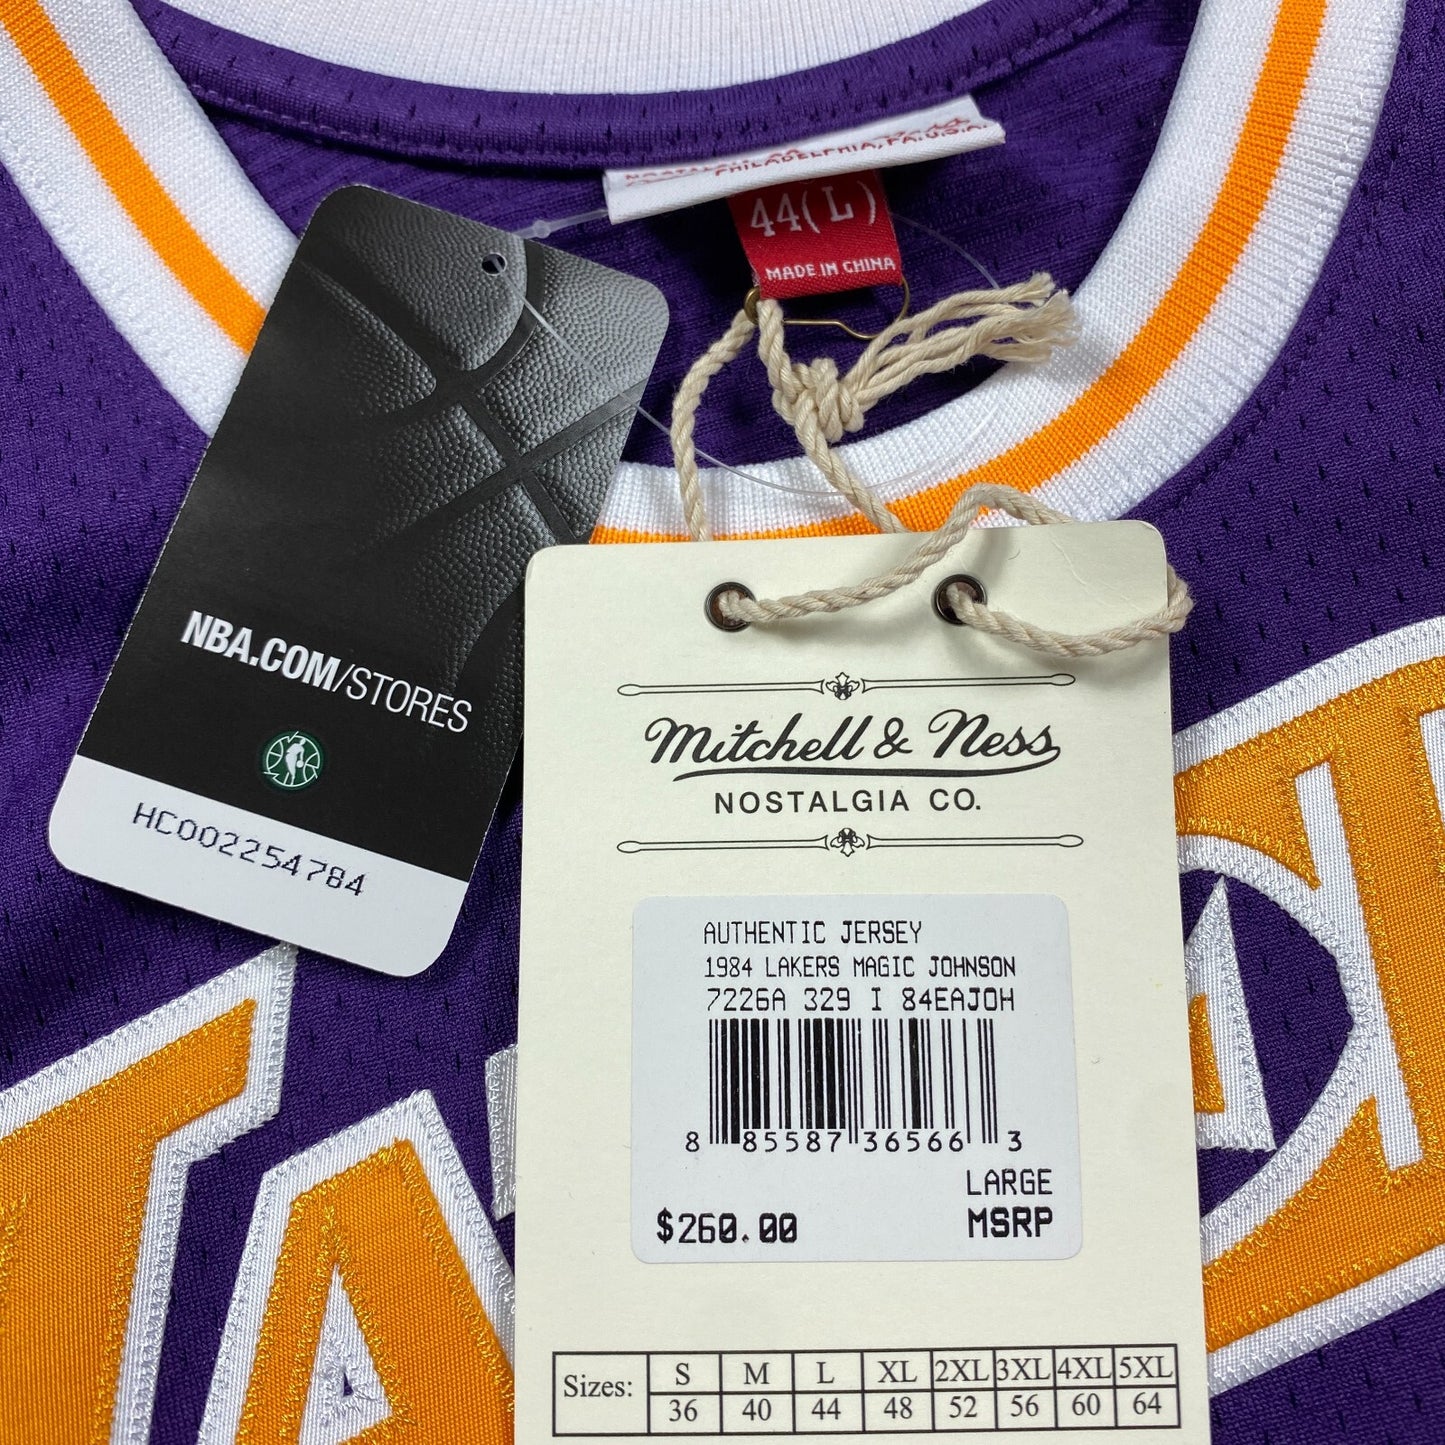 PHILADELPHIA, PA. U.S.A.
44(L)
MADE IN CHINA
NBA.COM/STORES
HC002254784
Mitchell & Ness
NOSTALGIA CO.
AUTHENTIC JERSEY
1984 LAKERS MAGIC JOHNSON
7226A 329 I 84EAJOH
8 85587 36566 3
LARGE
$260.00 MSRP
Sizes: S M L XL 2XL 3XL 4XL 5XL
36 40 44 48 52 56 60 64